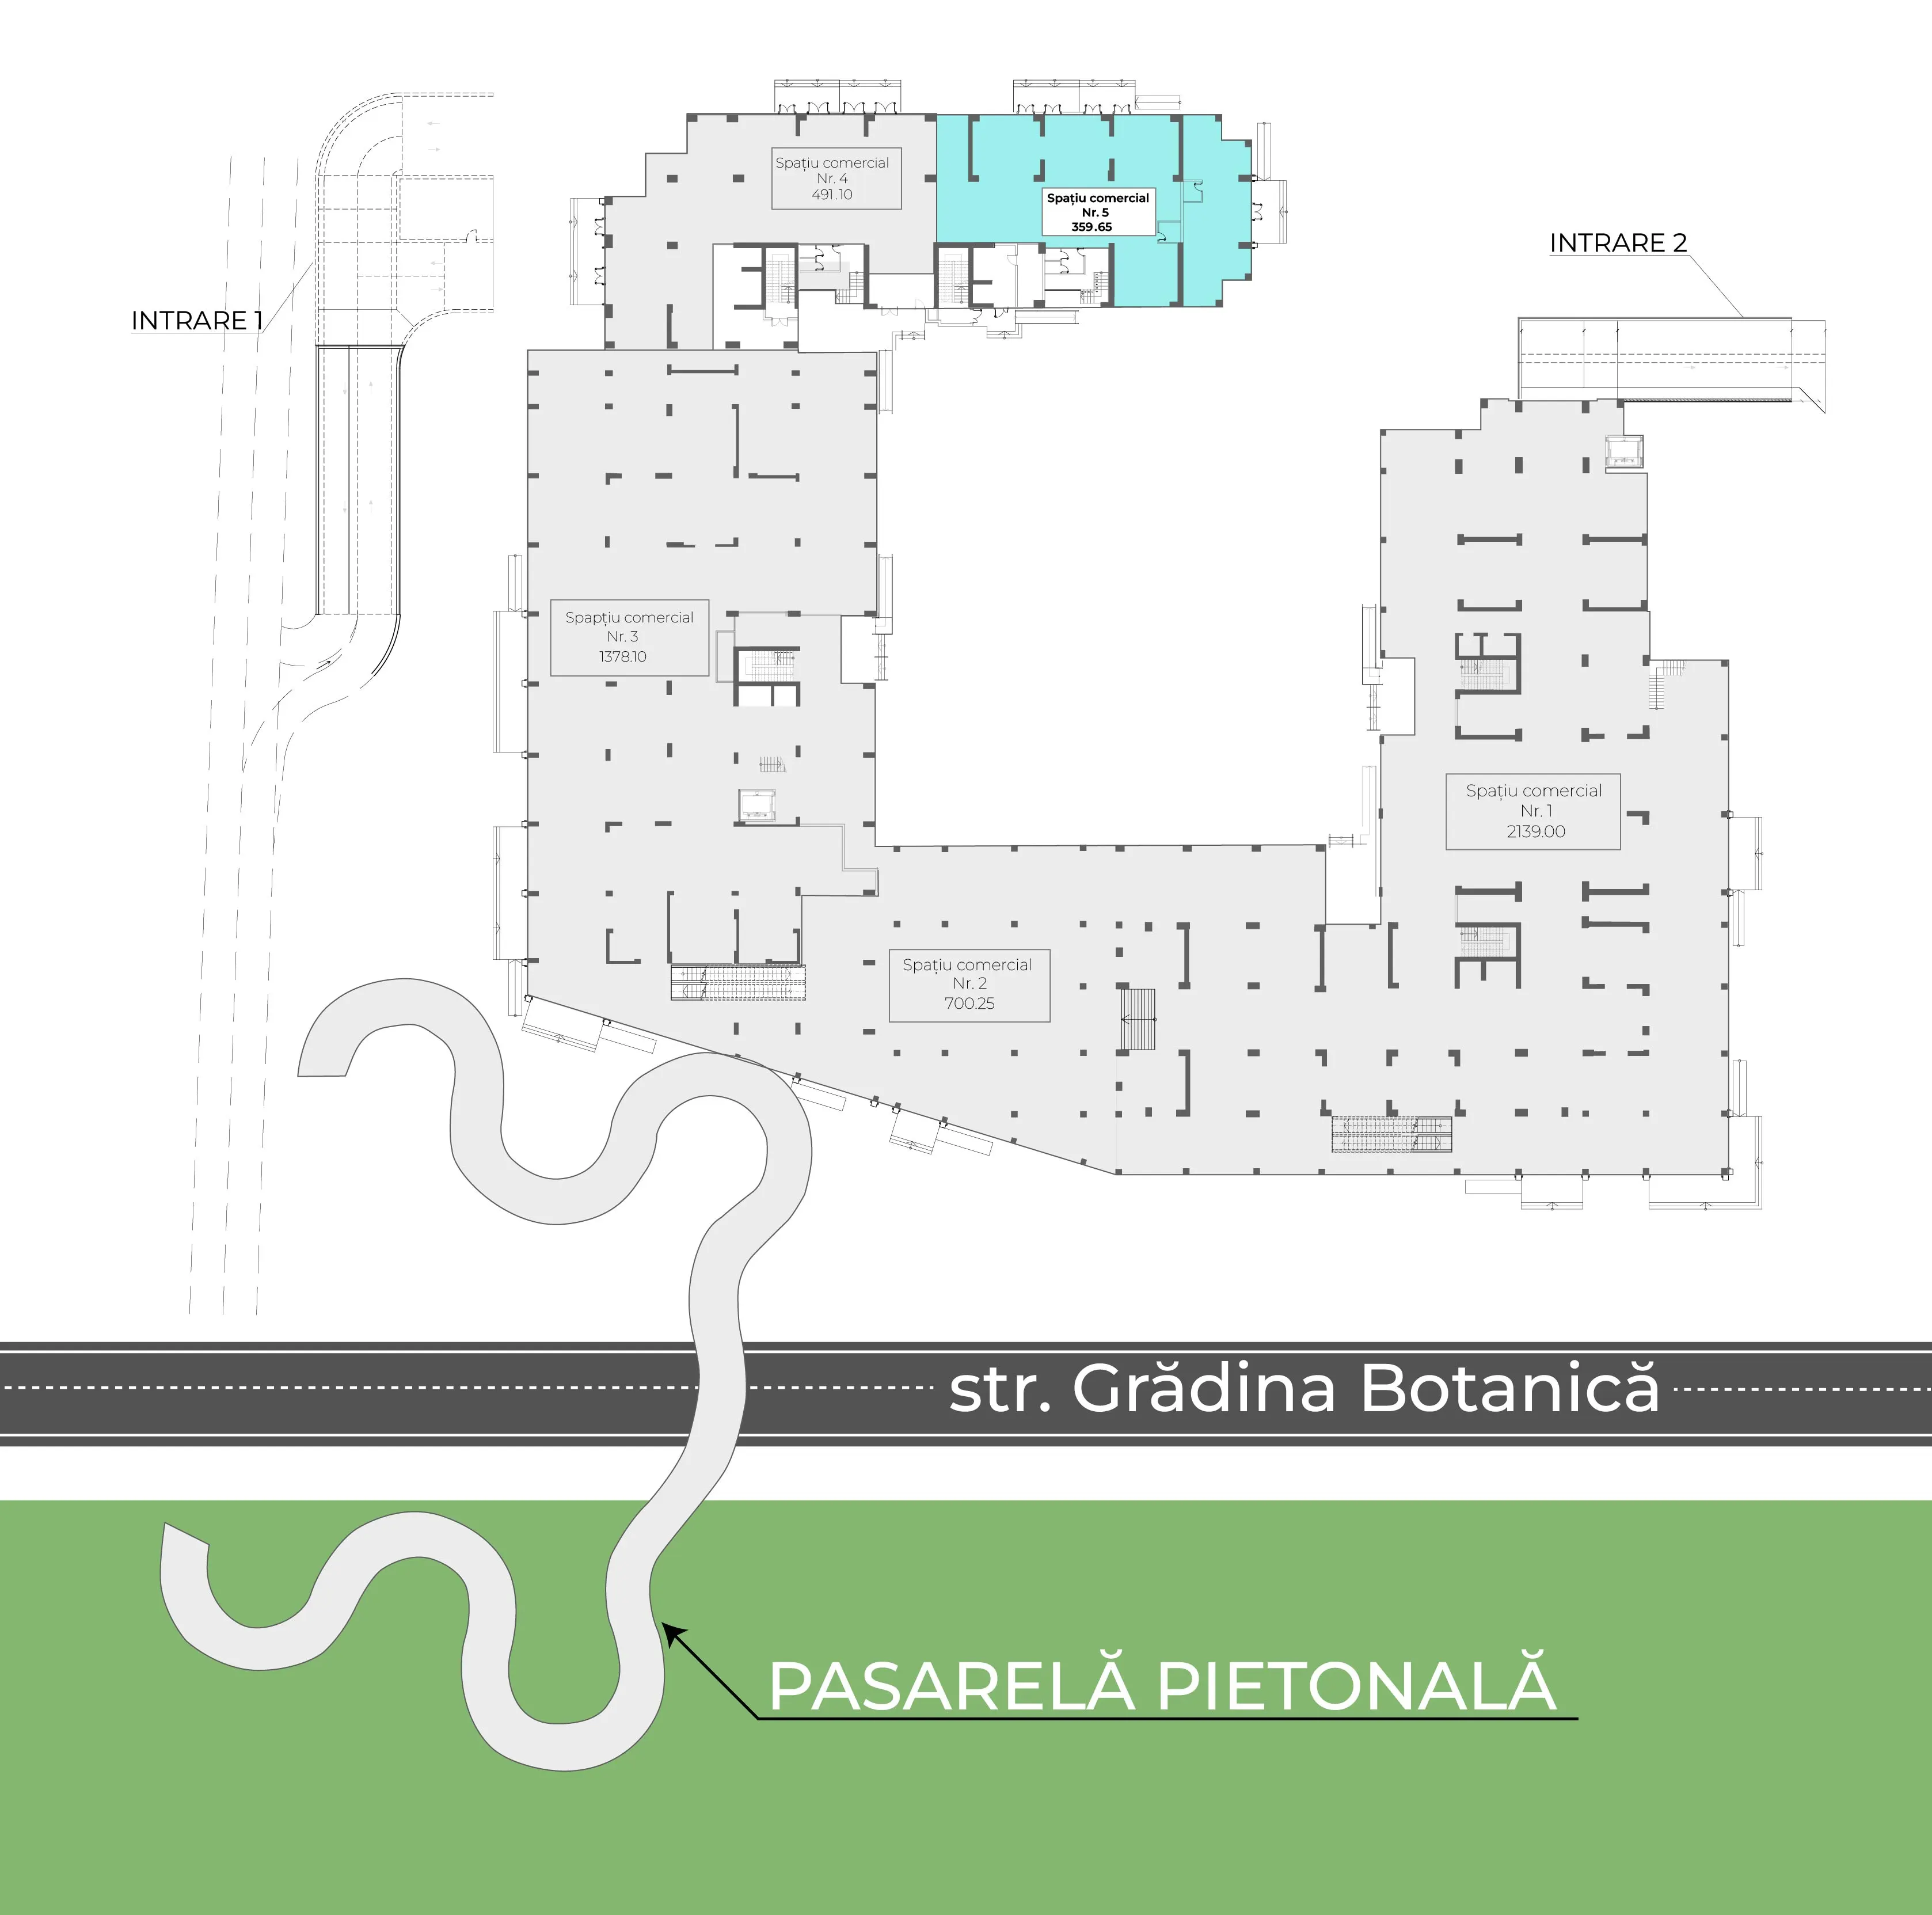 Spațiu comercial
Nr. 4
491.10
Spațiu comercial
Nr. 5
359.65
INTRARE 1
INTRARE 2
Spapțiu comercial
Nr. 3
1378.10
Spațiu comercial
Nr. 1
2139.00
Spațiu comercial
Nr. 2
700.25
str. Grădina Botanică
PASARELĂ PIETONALĂ